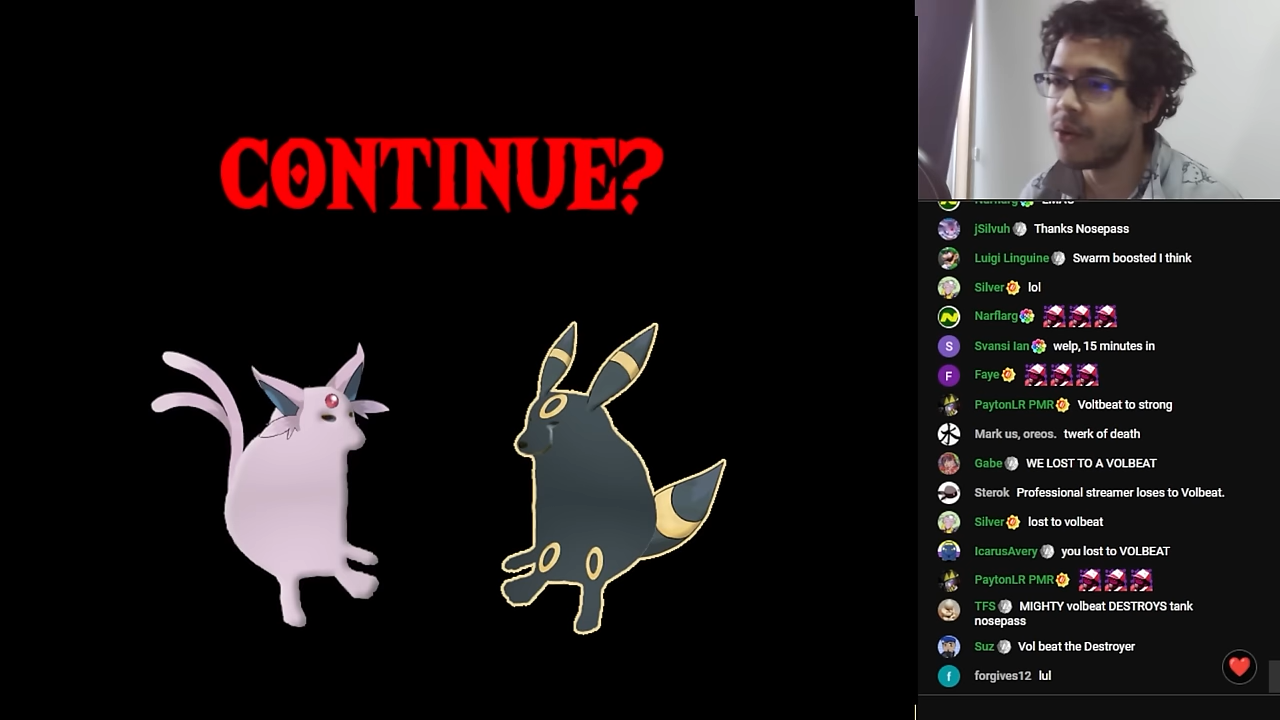 CONTINUE?
jSilvuh Thanks Nosepass
Luigi Linguine Swarm boosted I think
Silver lol
Narflarg
S Svansi Ian welp, 15 minutes in
F Faye
PaytonLR PMR Voltbeat to strong
Mark us, oreos. twerk of death
Gabe WE LOST TO A VOLBEAT
Sterok Professional streamer loses to Volbeat.
Silver lost to volbeat
IcarusAvery you lost to VOLBEAT
PaytonLR PMR
TFS MIGHTY volbeat DESTROYS tank
nosepass
Suz Vol beat the Destroyer
f forgives12 lul